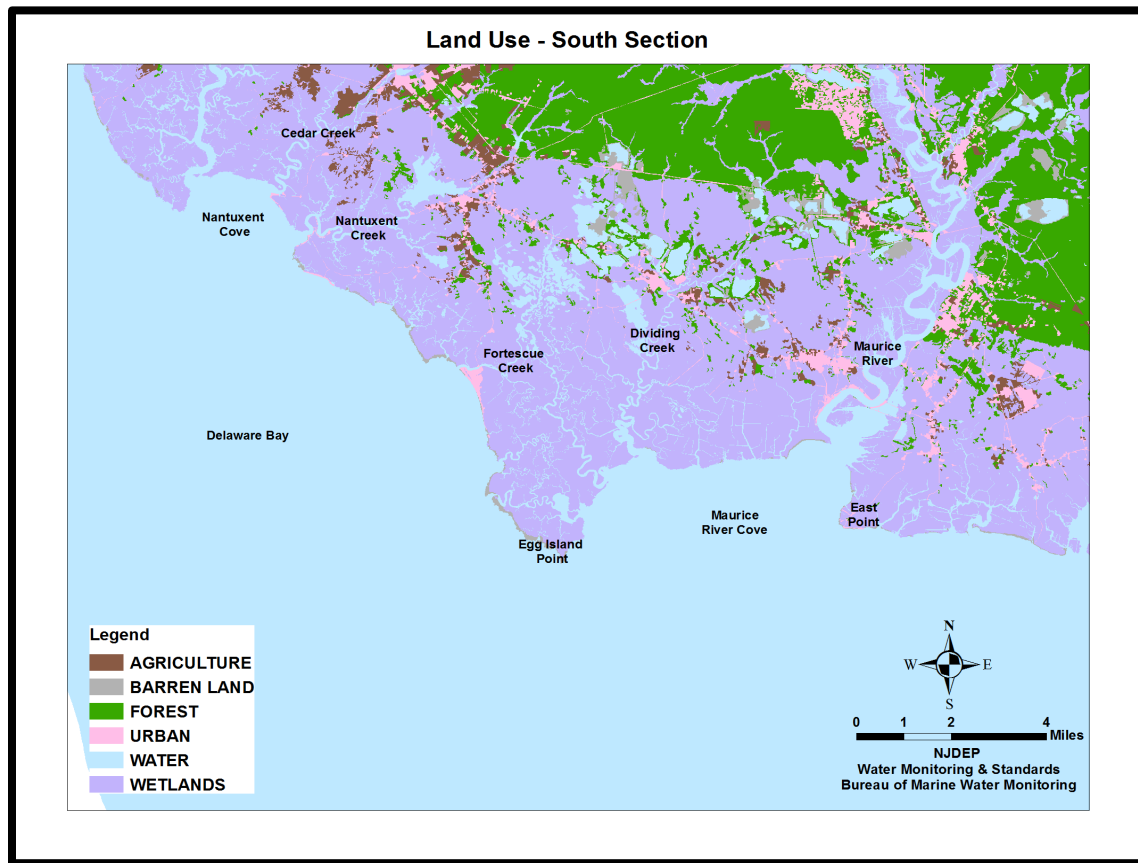 Land Use - South Section
Cedar Creek
Nantuxent
Cove
Nantuxent
Creek
Dividing
Creek
Fortescue
Creek
Maurice
River
Delaware Bay
Maurice
River Cove
East
Point
Egg Island
Point
Legend
AGRICULTURE
BARREN LAND
FOREST
URBAN
WATER
WETLANDS
N
W
E
S
0 1 2 4
Miles
NJDEP
Water Monitoring & Standards
Bureau of Marine Water Monitoring